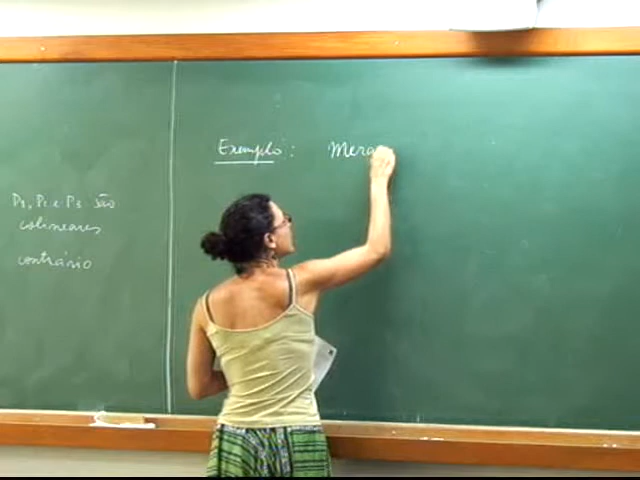 P2, P1 e P3 são
colineares
contrário
Exemplo: Mera